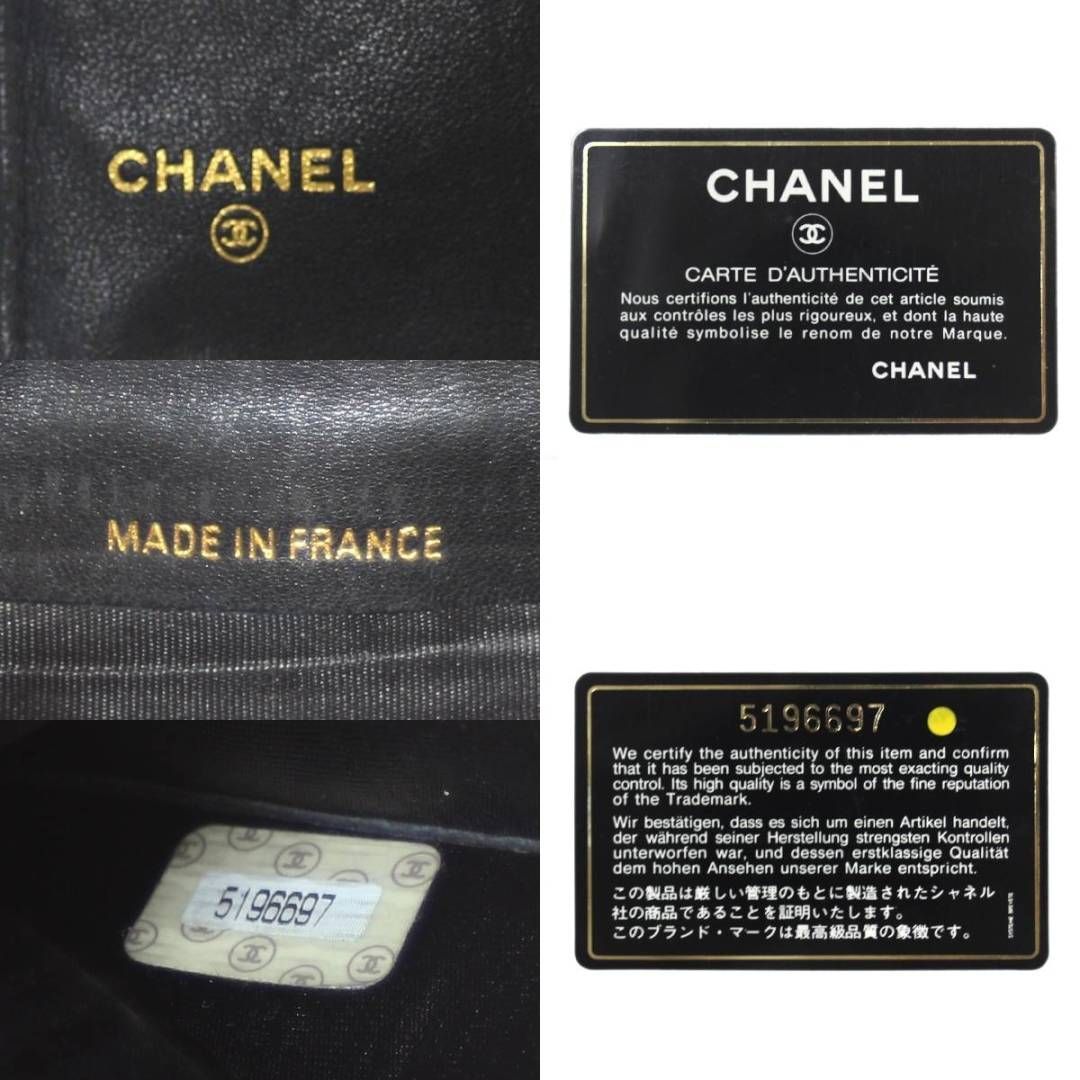 CHANEL
MADE IN FRANCE
5196697
CHANEL
CARTE D'AUTHENTICITÉ
Nous certifions l'authenticité de cet article soumis
aux contrôles les plus rigoureux, et dont la haute
qualité symbolise le renom de notre Marque.
CHANEL
5196697
We certify the authenticity of this item and confirm
that it has been subjected to the most exacting quality
control. Its high quality is a symbol of the fine reputation
of the Trademark.
Wir bestätigen, dass es sich um einen Artikel handelt,
der während seiner Herstellung strengsten Kontrollen
unterworfen war, und dessen erstklassige Qualität
dem hohen Ansehen unserer Marke entspricht.
この製品は厳しい管理のもとに製造されたシャネル
社の商品であることを証明いたします。
このブランド・マークは最高級品質の象徴です。